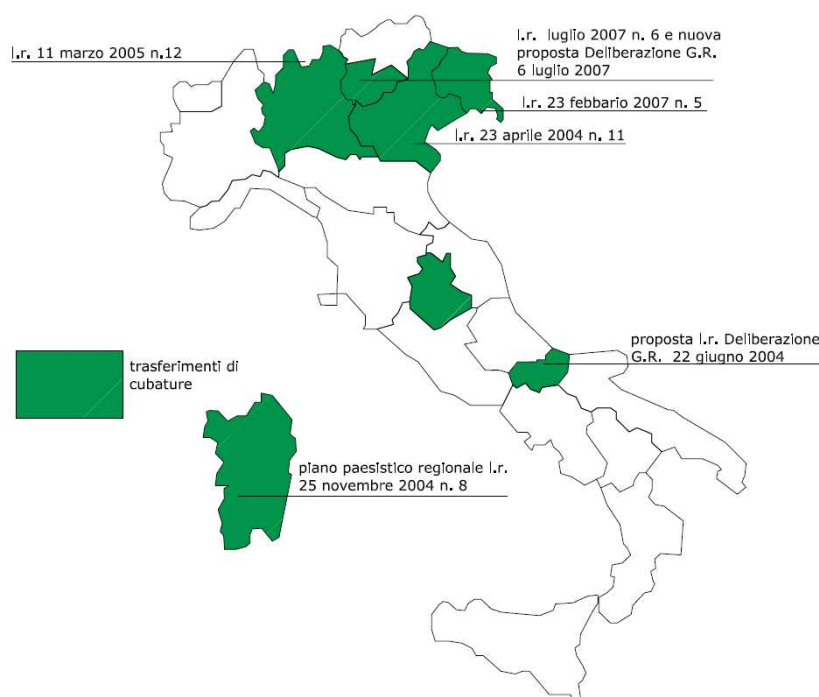 l.r. 11 marzo 2005 n.12
l.r. luglio 2007 n. 6 e nuova
proposta Deliberazione G.R.
6 luglio 2007
l.r. 23 febbario 2007 n. 5
l.r. 23 aprile 2004 n. 11
proposta l.r. Deliberazione
G.R. 22 giugno 2004
trasferimenti di
cubature
piano paesistico regionale l.r.
25 novembre 2004 n. 8